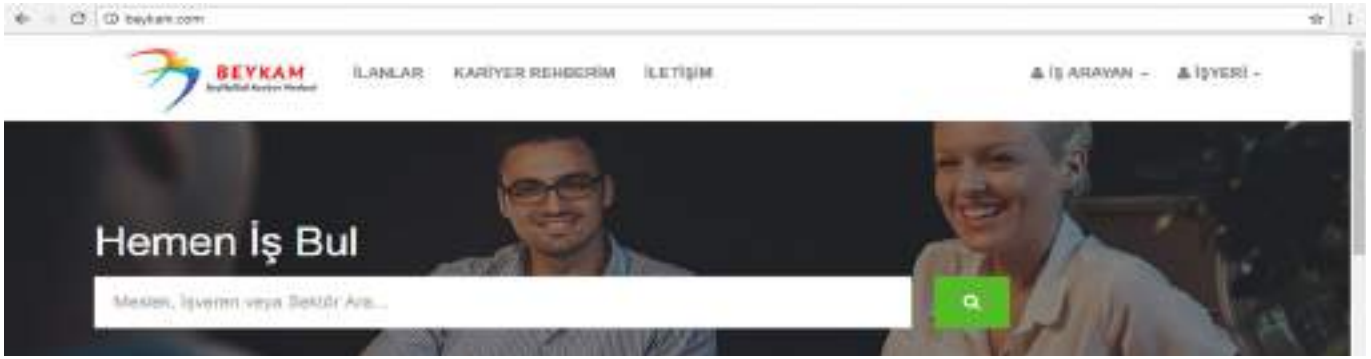 beykam.com
BEYKAM
İLANLAR KARİYER REHBERİM İLETİŞİM
İŞ ARAYAN İŞYERİ
Hemen İş Bul
Meslek, İşveren veya Sektör Ara...